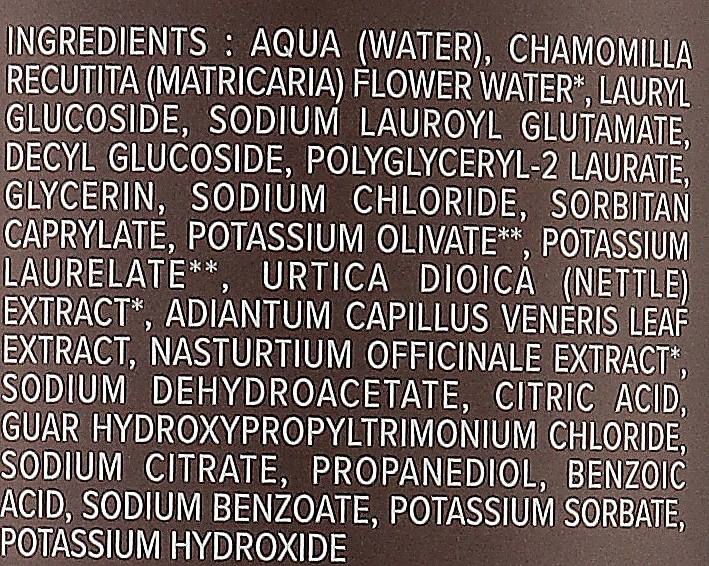 INGREDIENTS : AQUA (WATER), CHAMOMILLA
RECUTITA (MATRICARIA) FLOWER WATER*, LAURYL
GLUCOSIDE, SODIUM LAUROYL GLUTAMATE,
DECYL GLUCOSIDE, POLYGLYCERYL-2 LAURATE,
GLYCERIN, SODIUM CHLORIDE, SORBITAN
CAPRYLATE, POTASSIUM OLIVATE**, POTASSIUM
LAURELATE**, URTICA DIOICA (NETTLE)
EXTRACT*, ADIANTUM CAPILLUS VENERIS LEAF
EXTRACT, NASTURTIUM OFFICINALE EXTRACT*,
SODIUM DEHYDROACETATE, CITRIC ACID,
GUAR HYDROXYPROPYLTRIMONIUM CHLORIDE,
SODIUM CITRATE, PROPANEDIOL, BENZOIC
ACID, SODIUM BENZOATE, POTASSIUM SORBATE,
POTASSIUM HYDROXIDE